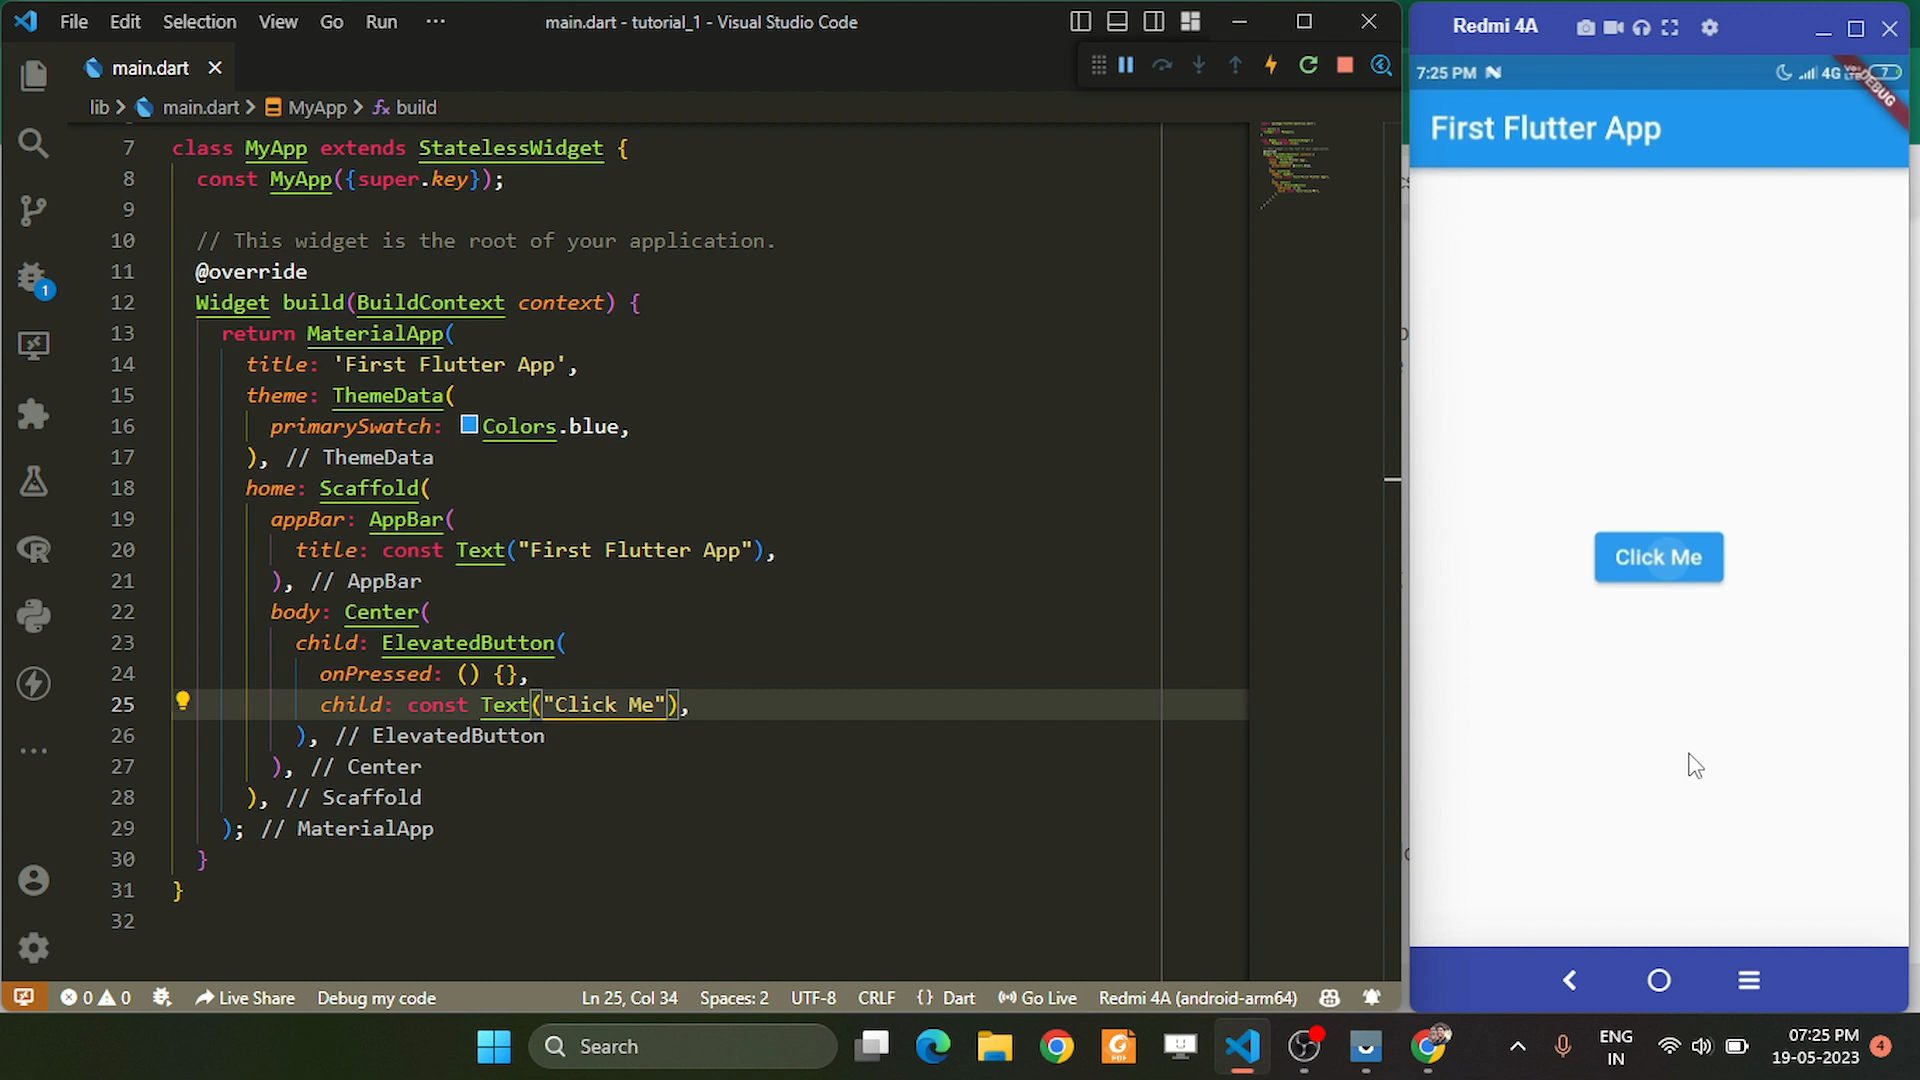 File Edit Selection View Go Run ··· main.dart - tutorial_1 - Visual Studio Code
main.dart
lib > main.dart > MyApp > build
7 class MyApp extends StatelessWidget {
8 const MyApp({super.key});
9
10 // This widget is the root of your application.
11 @override
12 Widget build(BuildContext context) {
13 return MaterialApp(
14 title: 'First Flutter App',
15 theme: ThemeData(
16 primarySwatch: Colors.blue,
17 ), // ThemeData
18 home: Scaffold(
19 appBar: AppBar(
20 title: const Text("First Flutter App"),
21 ), // AppBar
22 body: Center(
23 child: ElevatedButton(
24 onPressed: () {},
25 child: const Text("Click Me"),
26 ), // ElevatedButton
27 ), // Center
28 ), // Scaffold
29 ); // MaterialApp
30 }
31 }
32
1
0 0 Live Share Debug my code Ln 25, Col 34 Spaces: 2 UTF-8 CRLF {} Dart Go Live Redmi 4A (android-arm64)
Redmi 4A
7:25 PM 4G 7
DEBUG
First Flutter App
Click Me
Search
ENG
IN
07:25 PM
19-05-2023
4